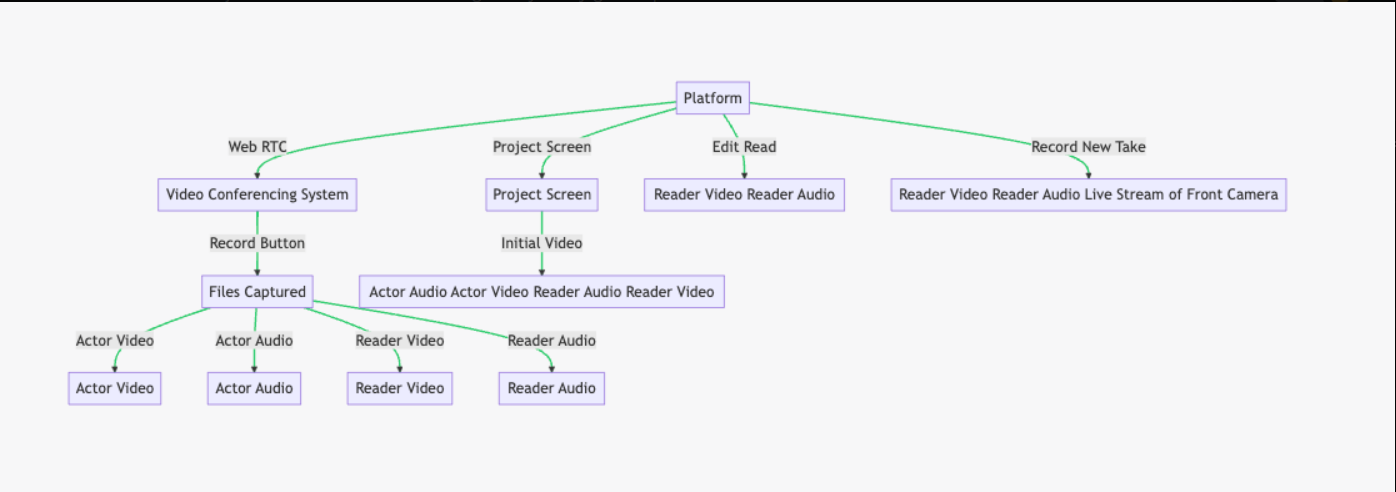 Platform
Web RTC
Project Screen
Edit Read
Record New Take
Video Conferencing System
Project Screen
Reader Video Reader Audio
Reader Video Reader Audio Live Stream of Front Camera
Record Button
Initial Video
Files Captured
Actor Audio Actor Video Reader Audio Reader Video
Actor Video
Actor Audio
Reader Video
Reader Audio
Actor Video
Actor Audio
Reader Video
Reader Audio